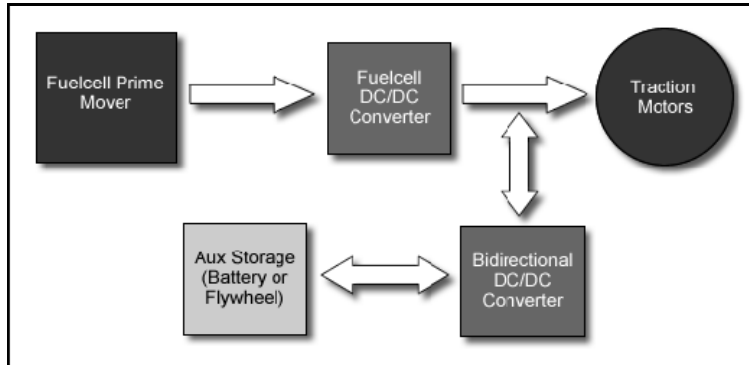 Fuelcell Prime
Mover
Fuelcell
DC/DC
Converter
Traction
Motors
Aux Storage
(Battery or
Flywheel)
Bidirectional
DC/DC
Converter